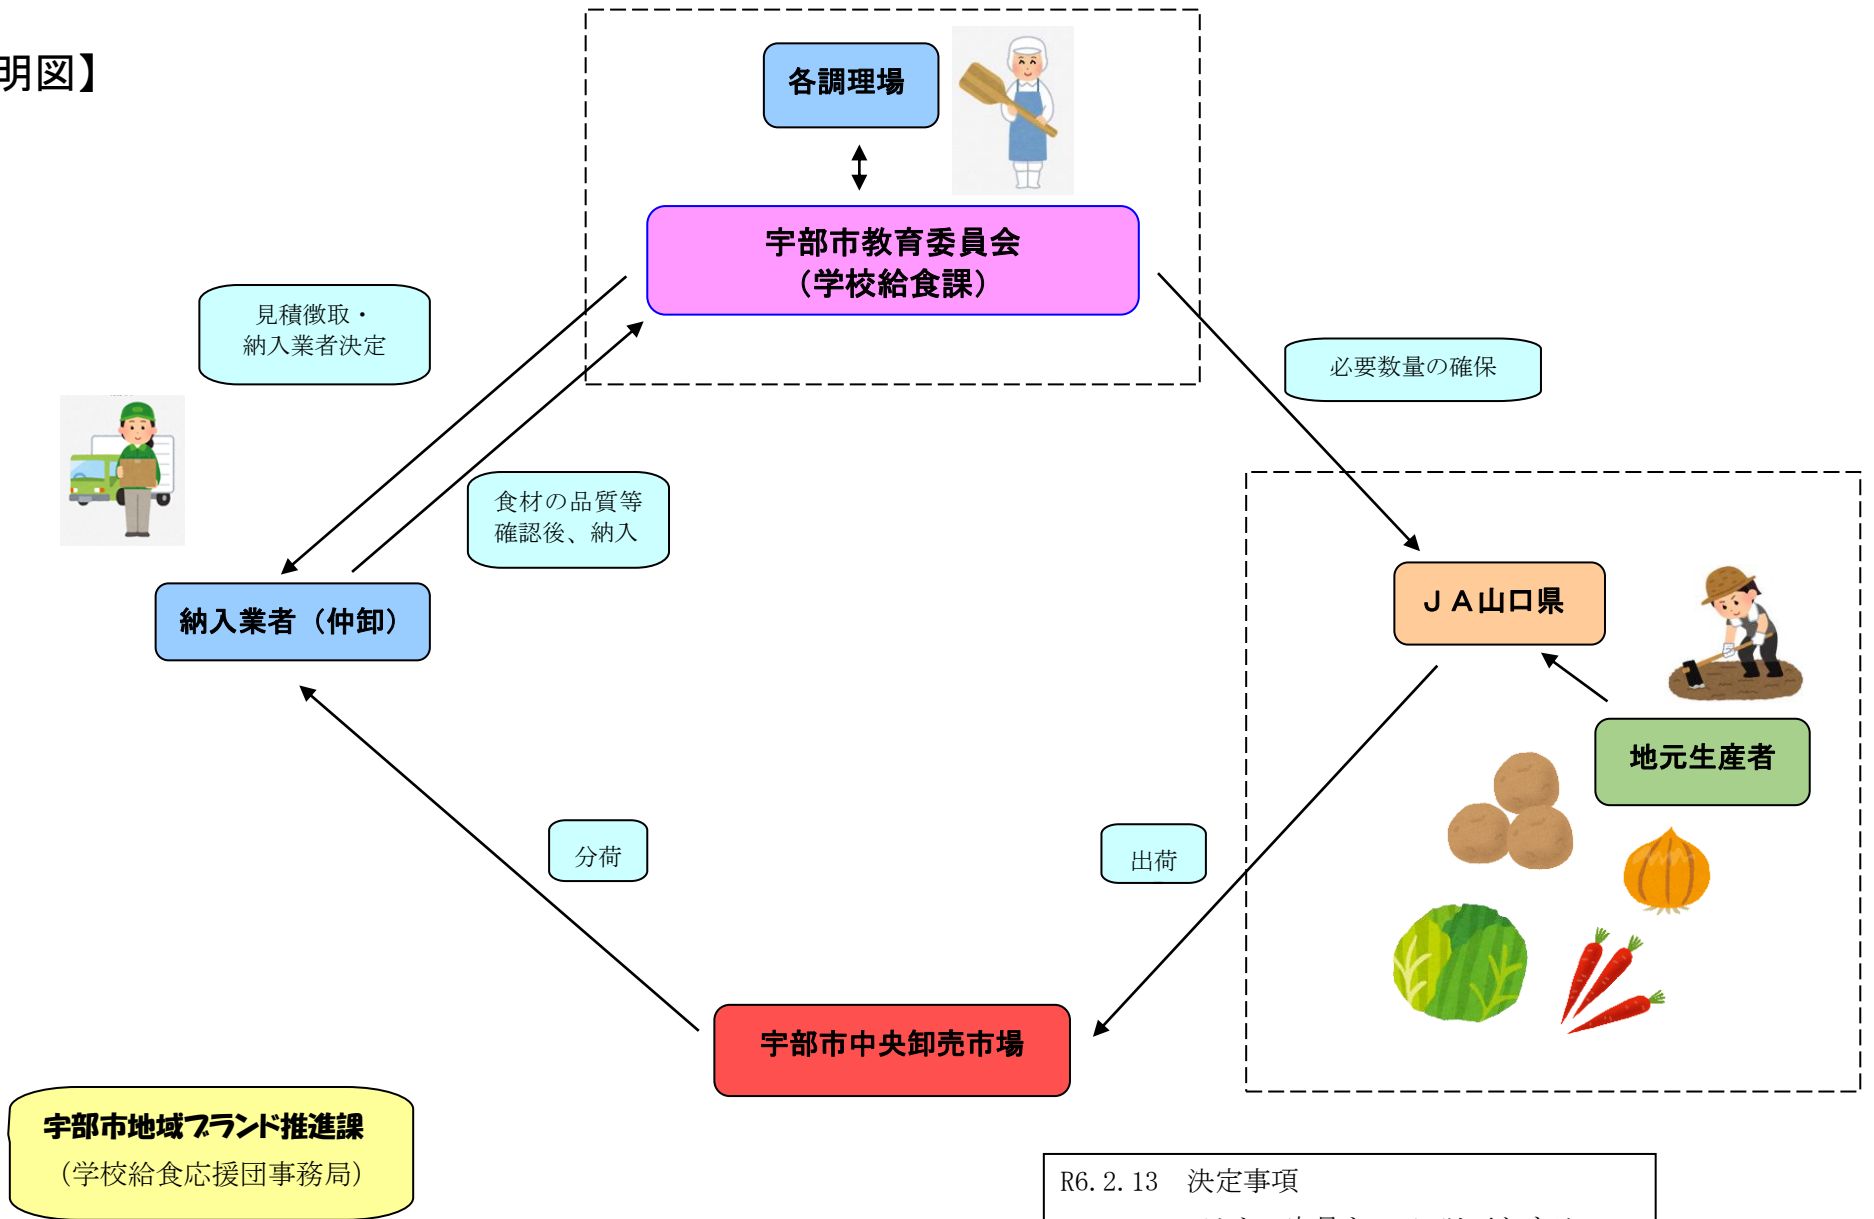 明図】
各調理場
宇部市教育委員会
（学校給食課）
見積徴取・
納入業者決定
必要数量の確保
食材の品質等
確認後、納入
納入業者（仲卸）
ＪＡ山口県
地元生産者
分荷
出荷
宇部市中央卸売市場
宇部市地域ブランド推進課
（学校給食応援団事務局）
R6.2.13　決定事項